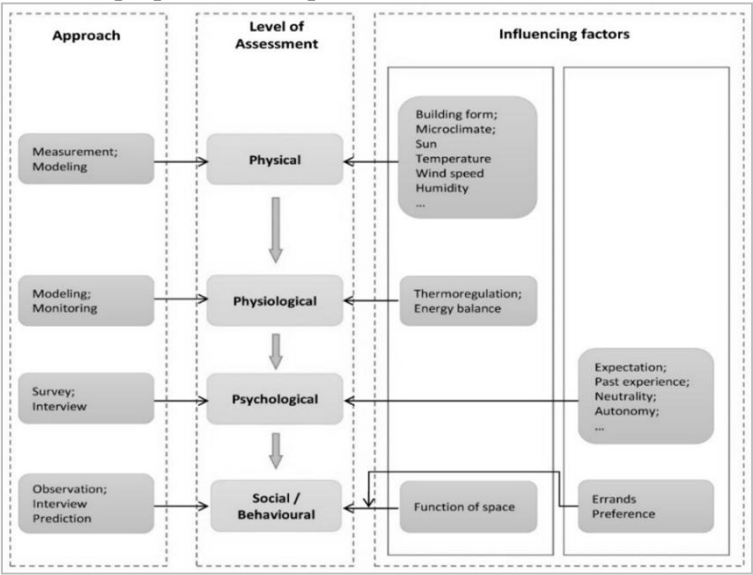 Approach
Level of
Assessment
Influencing factors
Measurement;
Modeling
Physical
Building form;
Microclimate;
Sun
Temperature
Wind speed
Humidity
...
Modeling;
Monitoring
Physiological
Thermoregulation;
Energy balance
Survey;
Interview
Psychological
Expectation;
Past experience;
Neutrality;
Autonomy;
...
Observation;
Interview
Prediction
Social /
Behavioural
Function of space
Errands
Preference